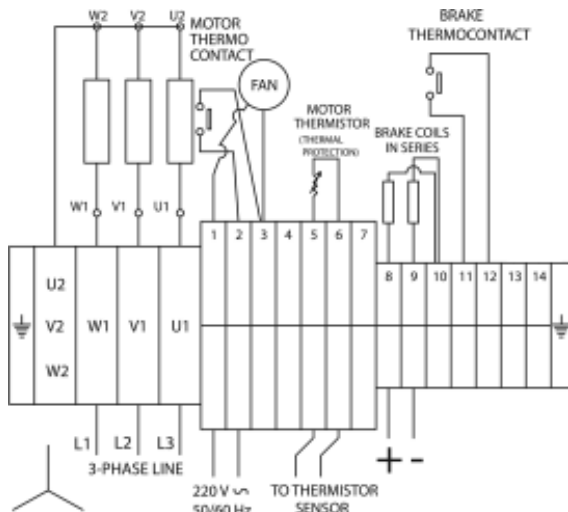 W2 V2 U2
MOTOR
THERMO
CONTACT
FAN
MOTOR
THERMISTOR
(THERMAL
PROTECTION)
BRAKE
THERMOCONTACT
BRAKE COILS
IN SERIES
W1 V1 U1
1 2 3 4 5 6 7
8 9 10 11 12 13 14
U2
V2 W1 V1 U1
W2
L1 L2 L3
3-PHASE LINE
220 V
50/60 Hz
TO THERMISTOR
SENSOR
+ -